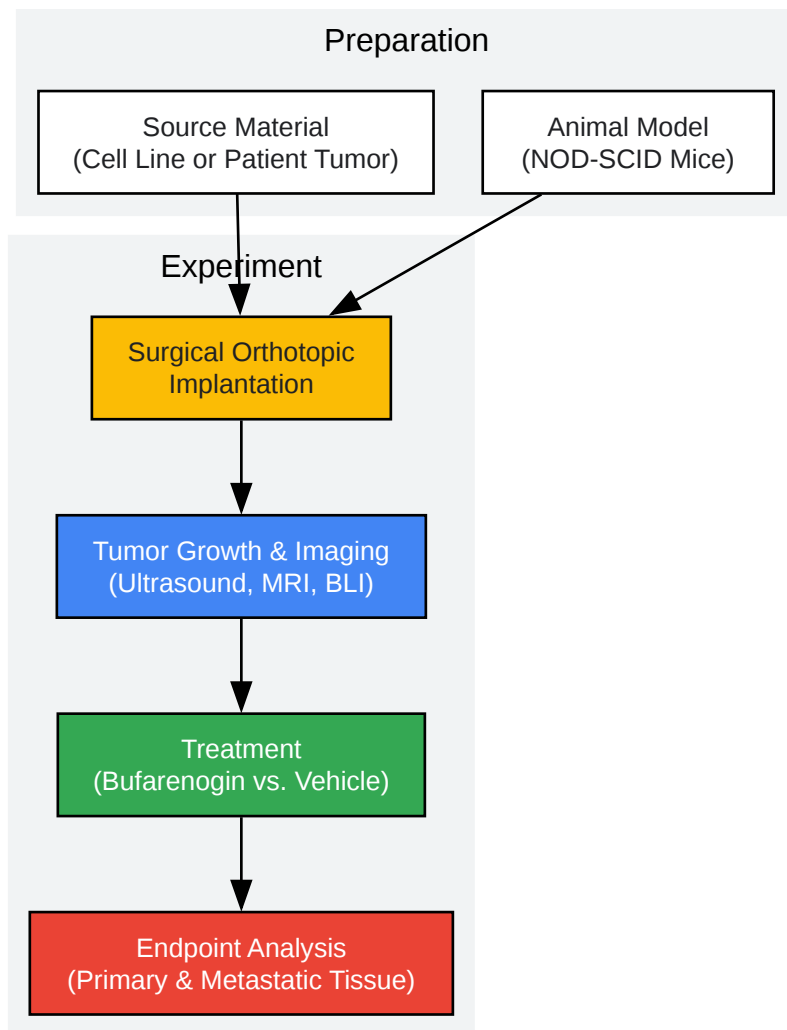 Preparation
Source Material
(Cell Line or Patient Tumor)
Animal Model
(NOD-SCID Mice)
Experiment
Surgical Orthotopic
Implantation
Tumor Growth & Imaging
(Ultrasound, MRI, BLI)
Treatment
(Bufarenogin vs. Vehicle)
Endpoint Analysis
(Primary & Metastatic Tissue)